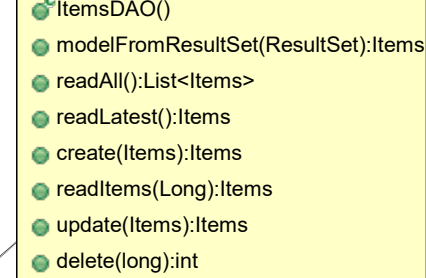 ItemsDAO()
modelFromResultSet(ResultSet):Items
readAll():List<Items>
readLatest():Items
create(Items):Items
readItems(Long):Items
update(Items):Items
delete(long):int